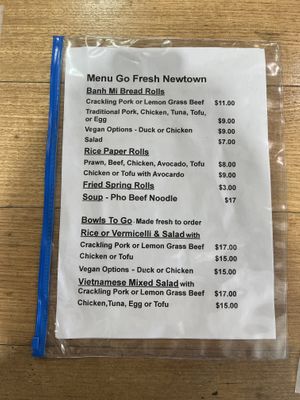 Menu Go Fresh Newtown
Banh Mi Bread Rolls
Crackling Pork or Lemon Grass Beef $11.00
Traditional Pork, Chicken, Tuna, Tofu,
or Egg $9.00
Vegan Options - Duck or Chicken $9.00
Salad $7.00
Rice Paper Rolls
Prawn, Beef, Chicken, Avocado, Tofu $8.00
Chicken or Tofu with Avocardo $9.00
Fried Spring Rolls $3.00
Soup - Pho Beef Noodle $17
Bowls To Go- Made fresh to order
Rice or Vermicelli & Salad with
Crackling Pork or Lemon Grass Beef $17.00
Chicken or Tofu $15.00
Vegan Options - Duck or Chicken $15.00
Vietnamese Mixed Salad with
Crackling Pork or Lemon Grass Beef $17.00
Chicken,Tuna, Egg or Tofu $15.00